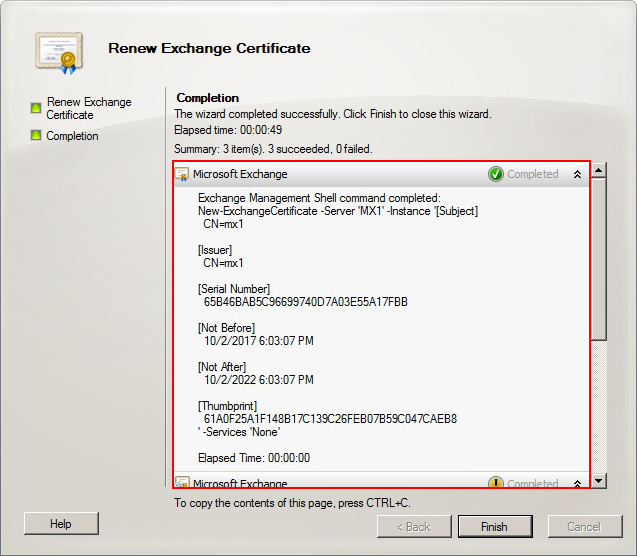 Renew Exchange Certificate
Renew Exchange
Certificate
Completion
Completion
The wizard completed successfully. Click Finish to close this wizard.
Elapsed time: 00:00:49
Summary: 3 item(s). 3 succeeded, 0 failed.
Microsoft Exchange Completed
Exchange Management Shell command completed:
New-ExchangeCertificate -Server 'MX1' -Instance '[Subject]
CN=mx1
[Issuer]
CN=mx1
[Serial Number]
65B46BAB5C96699740D7A03E55A17FBB
[Not Before]
10/2/2017 6:03:07 PM
[Not After]
10/2/2022 6:03:07 PM
[Thumbprint]
61A0F25A1F148B17C139C26FEB07B59C047CAEB8
' -Services 'None'
Elapsed Time: 00:00:00
Microsoft Exchange Completed
To copy the contents of this page, press CTRL+C.
Help
< Back
Finish
Cancel